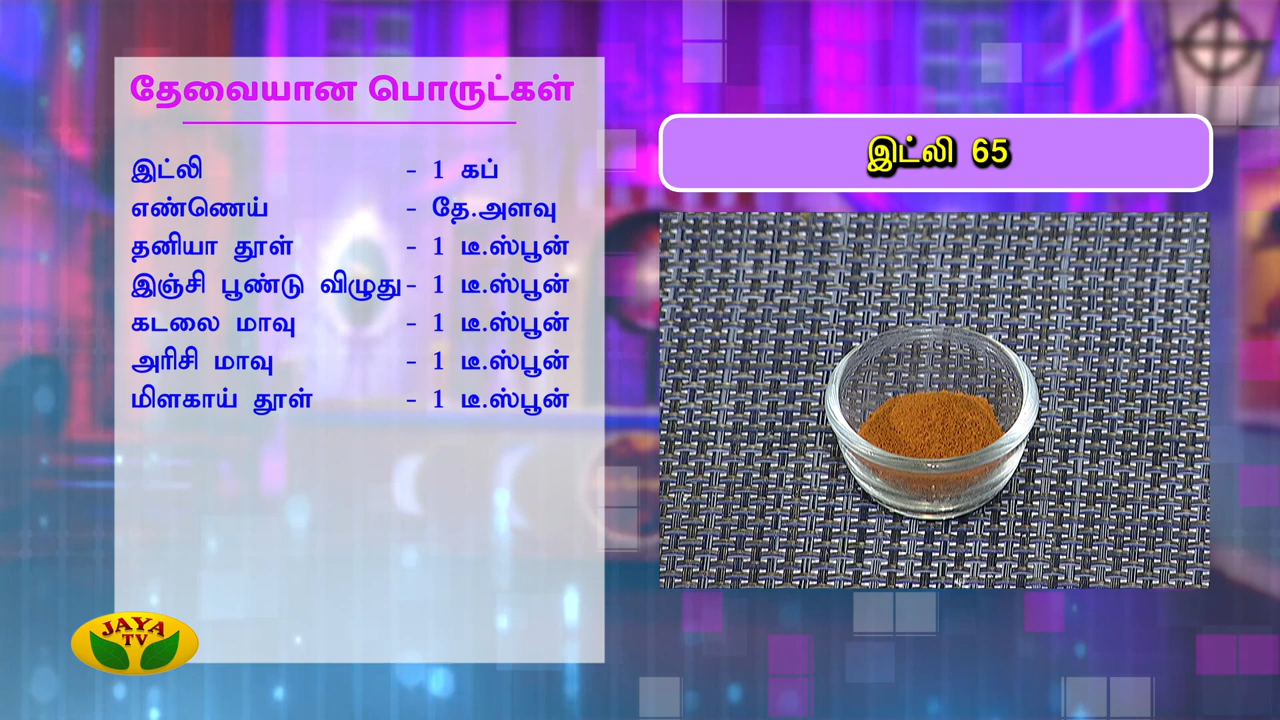 தேவையான பொருட்கள்
இட்லி - 1 கப்
எண்ணெய் - தே.அளவு
தனியா தூள் - 1 டீ.ஸ்பூன்
இஞ்சி பூண்டு விழுது - 1 டீ.ஸ்பூன்
கடலை மாவு - 1 டீ.ஸ்பூன்
அரிசி மாவு - 1 டீ.ஸ்பூன்
மிளகாய் தூள் - 1 டீ.ஸ்பூன்
இட்லி 65
JAYA
TV